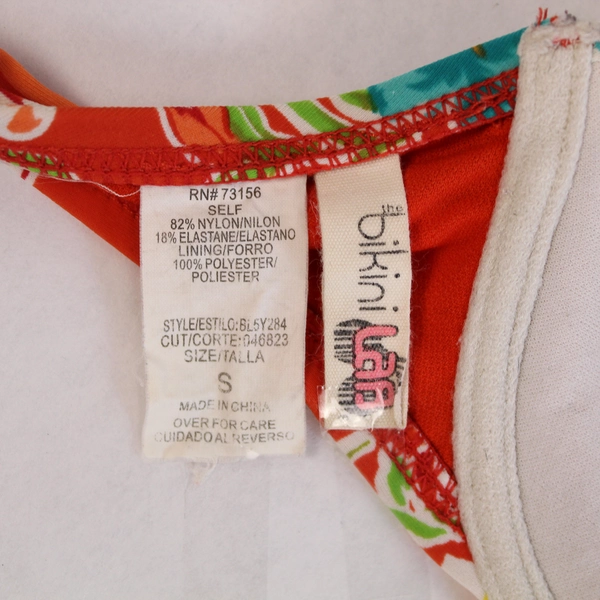 RN# 73156
SELF
82% NYLON/NILON
18% ELASTANE/ELASTANO
LINING/FORRO
100% POLYESTER/
POLIESTER
STYLE/ESTILO:BL5Y284
CUT/CORTE:046823
SIZE/TALLA
S
MADE IN CHINA
OVER FOR CARE
CUIDADO AL REVERSO
the
bikini
LAB